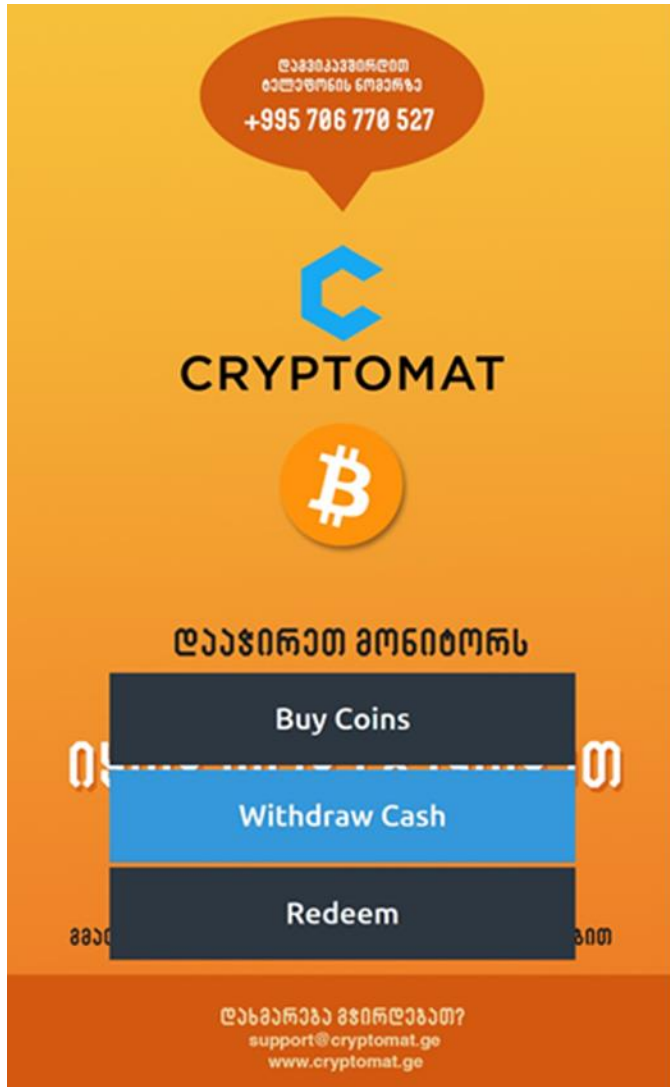 დაგვიკავშირდით
ტელეფონის ნომერზე
+995 706 770 527
CRYPTOMAT
დააჭირეთ მონიტორს
Buy Coins
Withdraw Cash
Redeem
დახმარება გჭირდებათ?
support@cryptomat.ge
www.cryptomat.ge